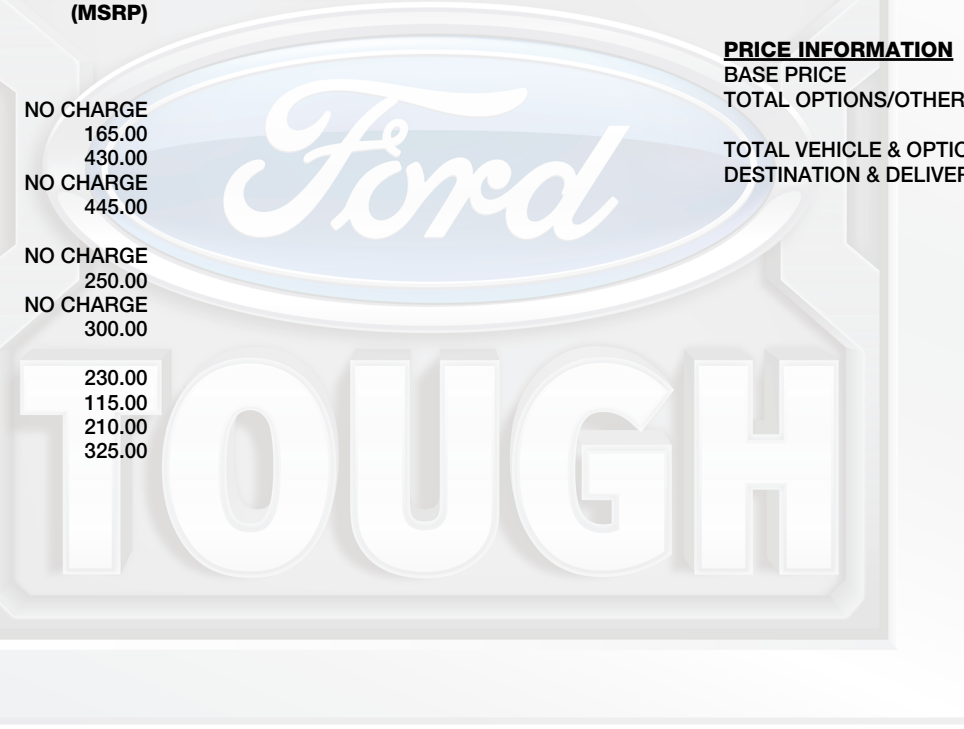 (MSRP)
NO CHARGE
165.00
430.00
NO CHARGE
445.00
NO CHARGE
250.00
NO CHARGE
300.00
230.00
115.00
210.00
325.00
PRICE INFORMATION
BASE PRICE
TOTAL OPTIONS/OTHER
TOTAL VEHICLE & OPTIO
DESTINATION & DELIVER
Ford
TOUGH